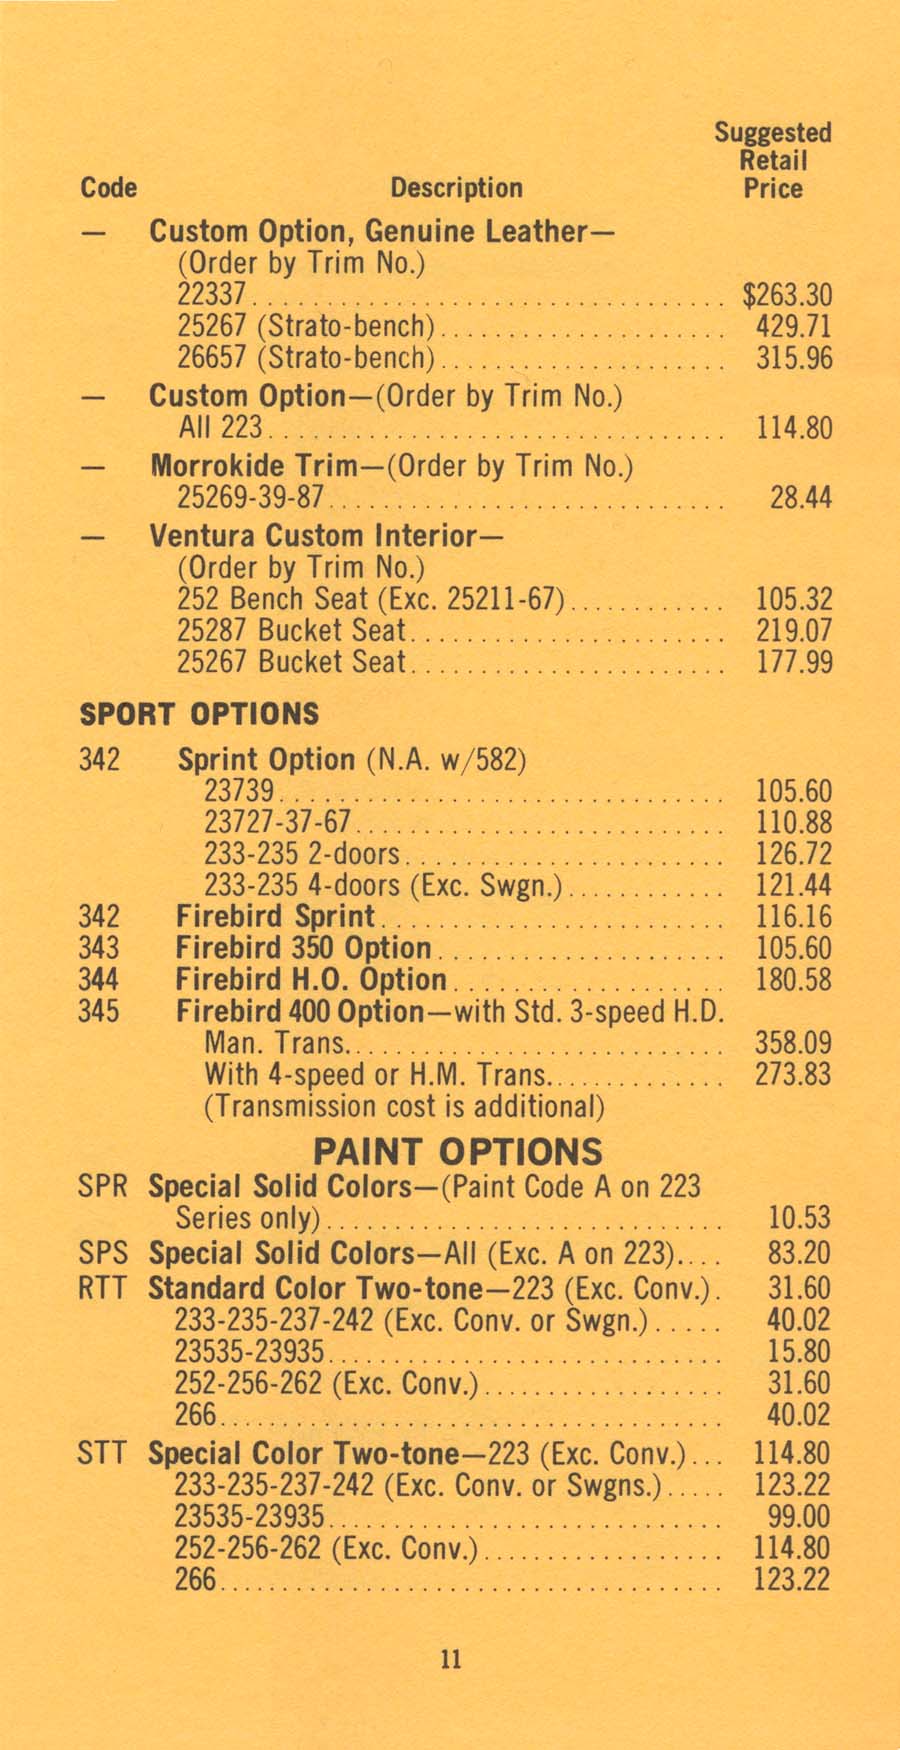 Suggested
Retail
Code Description Price
— Custom Option, Genuine Leather—
(Order by Trim No.)
22337 $263.30
25267 (Strato-bench) 429.71
26657 (Strato-bench) 315.96
— Custom Option—(Order by Trim No.)
All 223 114.80
— Morrokide Trim—(Order by Trim No.)
25269-39-87 28.44
— Ventura Custom Interior—
(Order by Trim No.)
252 Bench Seat (Exc. 25211-67) 105.32
25287 Bucket Seat 219.07
25267 Bucket Seat 177.99
SPORT OPTIONS
342 Sprint Option (N.A. w/582)
23739 105.60
23727-37-67 110.88
233-235 2-doors 126.72
233-235 4-doors (Exc. Swgn.) 121.44
342 Firebird Sprint 116.16
343 Firebird 350 Option 105.60
344 Firebird H.O. Option 180.58
345 Firebird 400 Option—with Std. 3-speed H.D.
Man. Trans. 358.09
With 4-speed or H.M. Trans. 273.83
(Transmission cost is additional)
PAINT OPTIONS
SPR Special Solid Colors—(Paint Code A on 223
Series only) 10.53
SPS Special Solid Colors—All (Exc. A on 223) 83.20
RTT Standard Color Two-tone—223 (Exc. Conv.) 31.60
233-235-237-242 (Exc. Conv. or Swgn.) 40.02
23535-23935 15.80
252-256-262 (Exc. Conv.) 31.60
266 40.02
STT Special Color Two-tone—223 (Exc. Conv.) 114.80
233-235-237-242 (Exc. Conv. or Swgns.) 123.22
23535-23935 99.00
252-256-262 (Exc. Conv.) 114.80
266 123.22
11